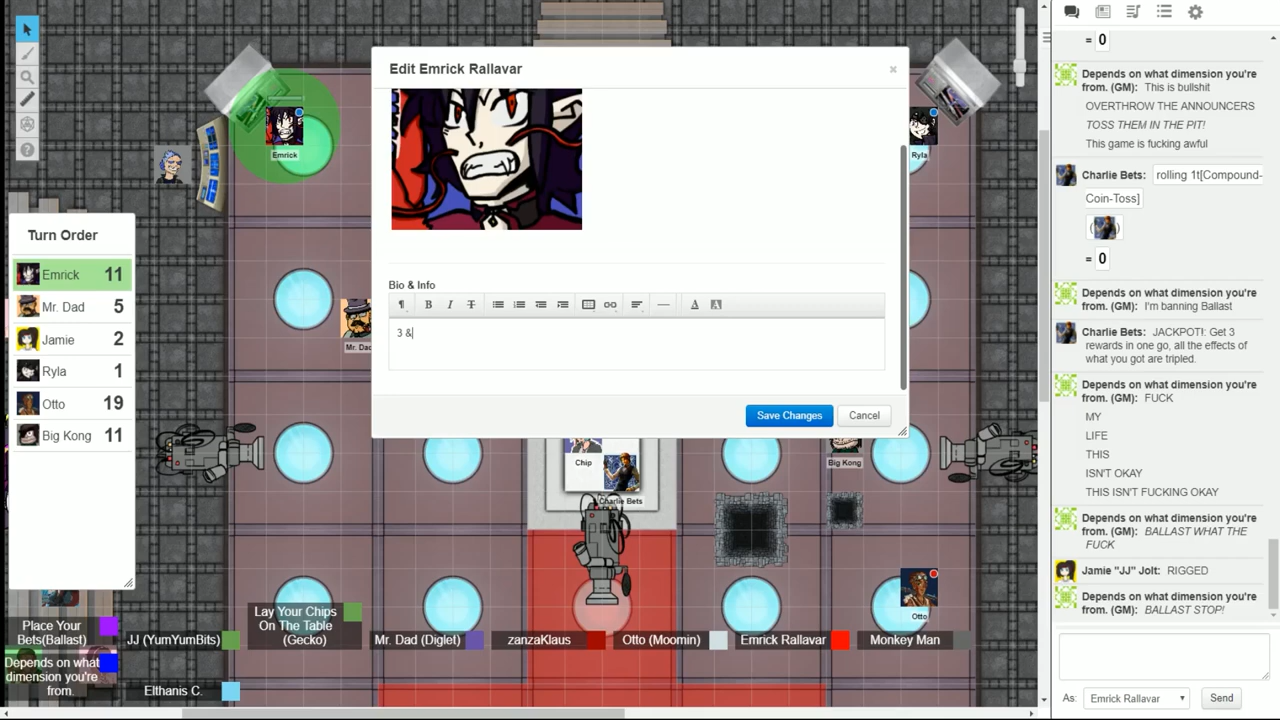 Edit Emrick Rallavar
×
Bio & Info
3 &
Save Changes
Cancel
Turn Order
Emrick 11
Mr. Dad 5
Jamie 2
Ryla 1
Otto 19
Big Kong 11
Emrick
Ryla
Mr. Dad
Chip
Charlie Bets
Big Kong
Otto
Place Your
Bets(Ballast)
JJ (YumYumBits)
Lay Your Chips
On The Table
(Gecko)
Mr. Dad (Diglet)
zanzaKlaus
Otto (Moomin)
Emrick Rallavar
Monkey Man
Depends on what
dimension you're
from.
Elthanis C.
= 0
Depends on what dimension you're
from. (GM): This is bullshit
OVERTHROW THE ANNOUNCERS
TOSS THEM IN THE PIT!
This game is fucking awful
Charlie Bets: rolling 1t[Compound-
Coin-Toss]
( )
= 0
Depends on what dimension you're
from. (GM): I'm banning Ballast
Charlie Bets: JACKPOT!: Get 3
rewards in one go, all the effects of
what you got are tripled.
Depends on what dimension you're
from. (GM): FUCK
MY
LIFE
THIS
ISN'T OKAY
THIS ISN'T FUCKING OKAY
Depends on what dimension you're
from. (GM): BALLAST WHAT THE
FUCK
Jamie "JJ" Jolt: RIGGED
Depends on what dimension you're
from. (GM): BALLAST STOP!
As: Emrick Rallavar
Send